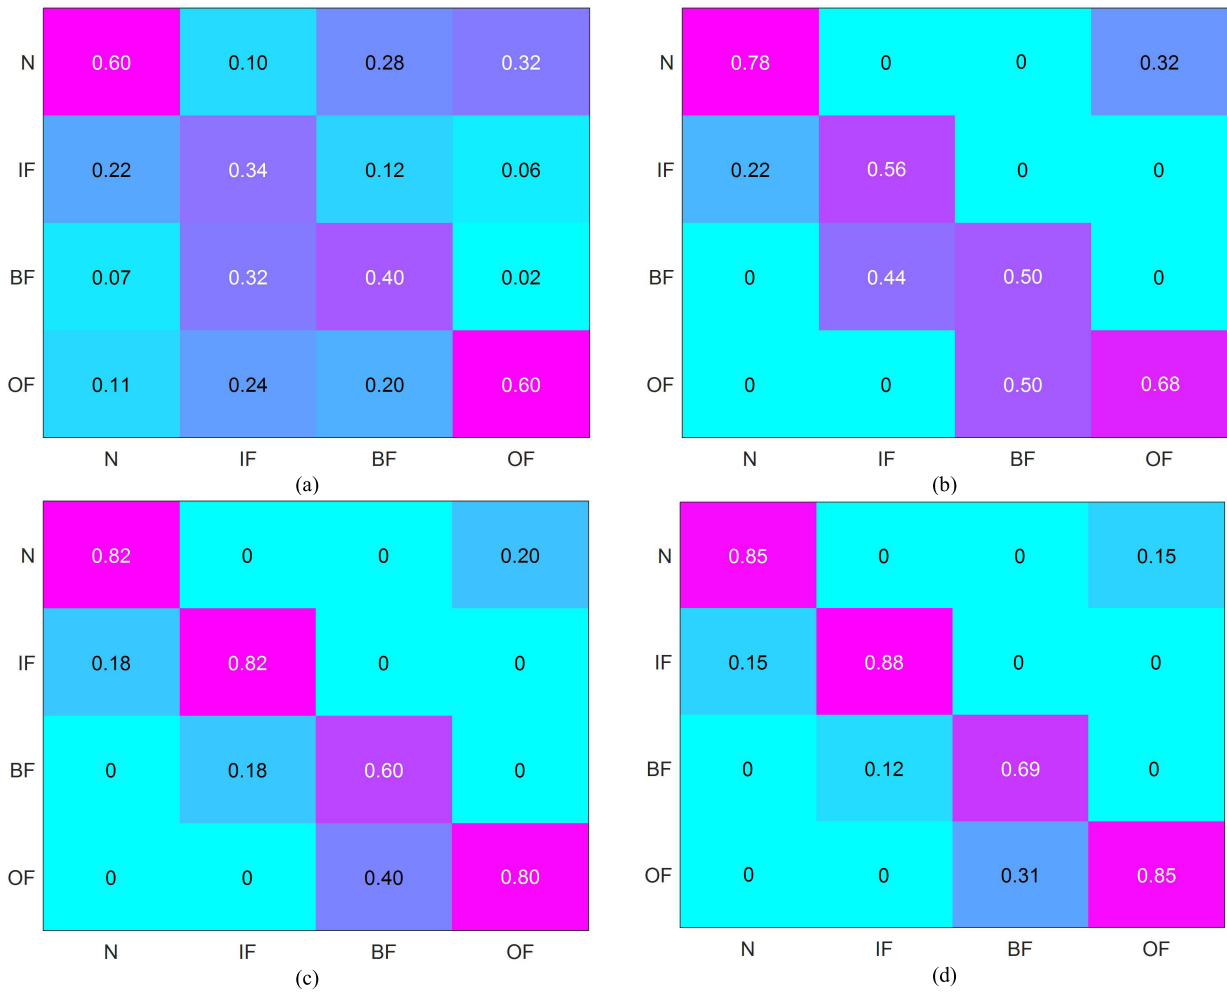 N 0.60 0.10 0.28 0.32
IF 0.22 0.34 0.12 0.06
BF 0.07 0.32 0.40 0.02
OF 0.11 0.24 0.20 0.60
N IF BF OF
(a)
N 0.78 0 0 0.32
IF 0.22 0.56 0 0
BF 0 0.44 0.50 0
OF 0 0 0.50 0.68
N IF BF OF
(b)
N 0.82 0 0 0.20
IF 0.18 0.82 0 0
BF 0 0.18 0.60 0
OF 0 0 0.40 0.80
N IF BF OF
(c)
N 0.85 0 0 0.15
IF 0.15 0.88 0 0
BF 0 0.12 0.69 0
OF 0 0 0.31 0.85
N IF BF OF
(d)